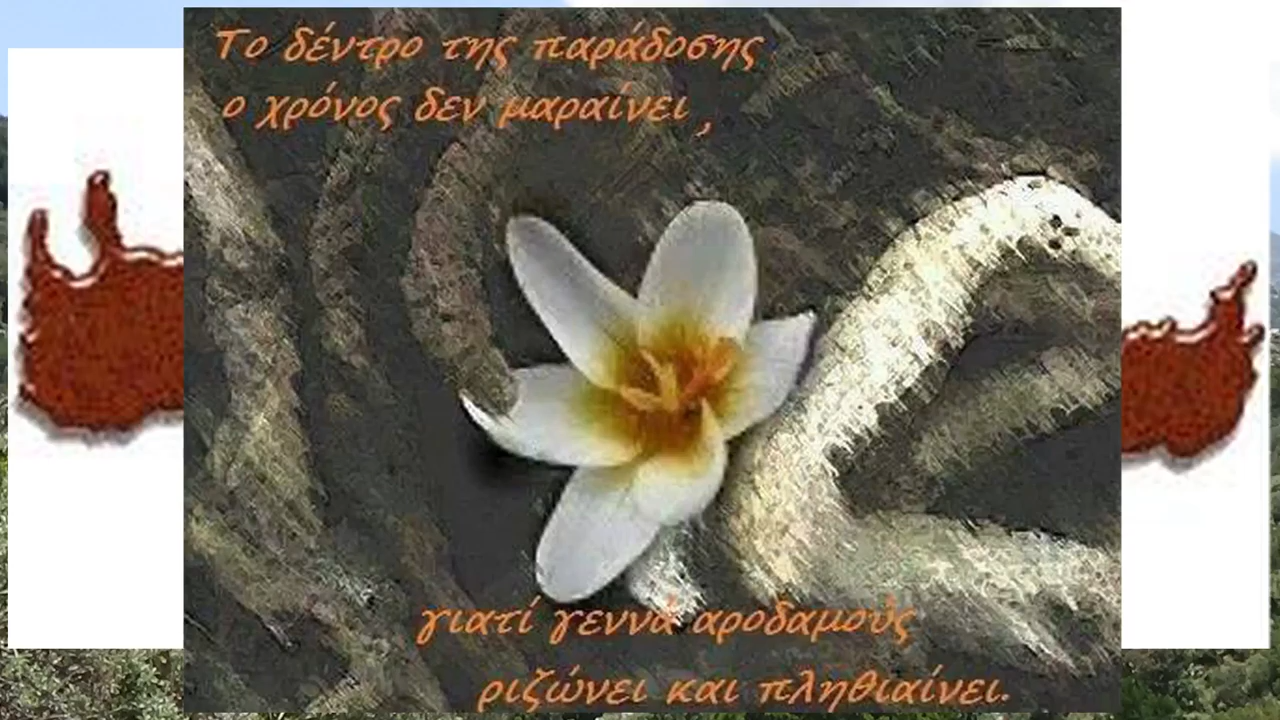 Το δέντρο της παράδοσης
ο χρόνος δεν μαραίνει ,
γιατί γεννά αροδαμούς
ριζώνει και πληθιαίνει.